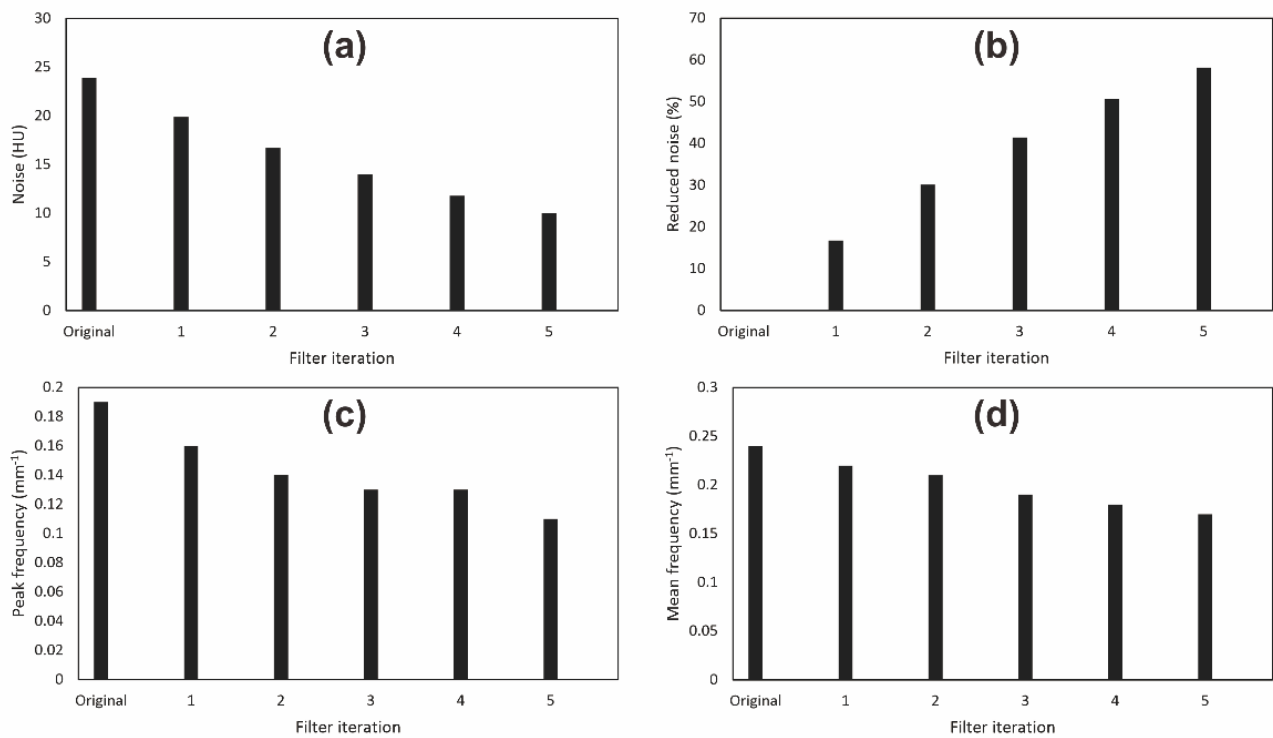 (a)
Noise (HU)
30
25
20
15
10
5
0
Original 1 2 3 4 5
Filter iteration
(b)
Reduced noise (%)
70
60
50
40
30
20
10
0
Original 1 2 3 4 5
Filter iteration
(c)
Peak frequency (mm⁻¹)
0.2
0.18
0.16
0.14
0.12
0.1
0.08
0.06
0.04
0.02
0
Original 1 2 3 4 5
Filter iteration
(d)
Mean frequency (mm⁻¹)
0.3
0.25
0.2
0.15
0.1
0.05
0
Original 1 2 3 4 5
Filter iteration